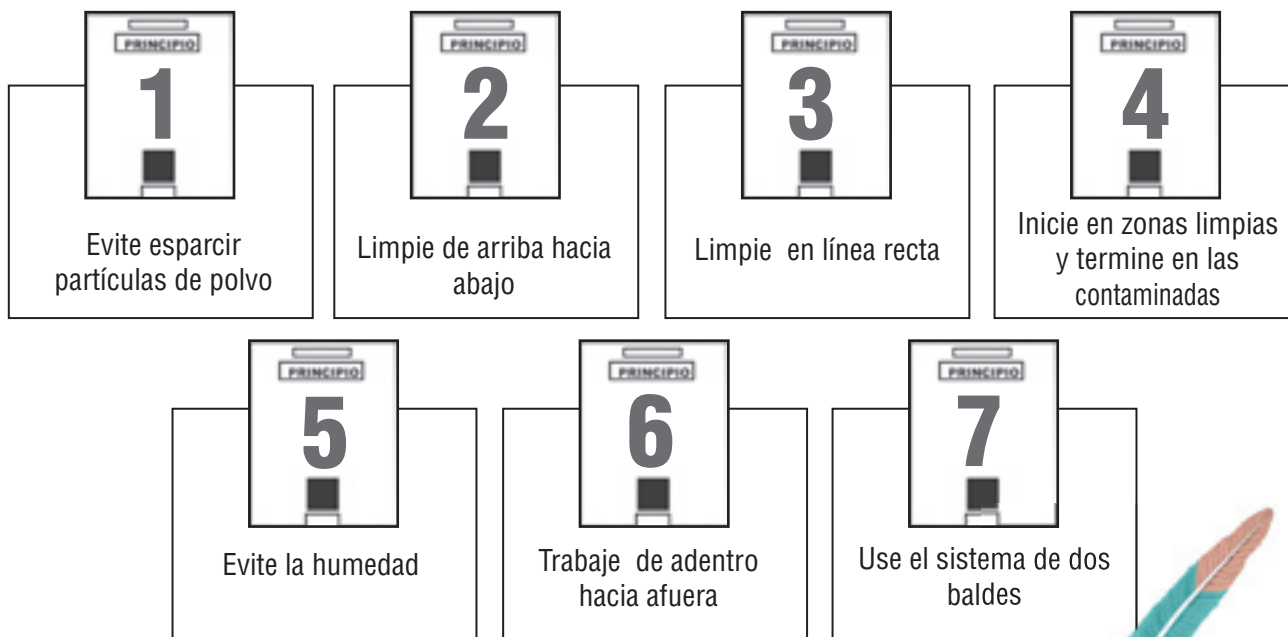 PRINCIPIO
1
Evite esparcir
partículas de polvo
PRINCIPIO
2
Limpie de arriba hacia
abajo
PRINCIPIO
3
Limpie en línea recta
PRINCIPIO
4
Inicie en zonas limpias
y termine en las
contaminadas
PRINCIPIO
5
Evite la humedad
PRINCIPIO
6
Trabaje de adentro
hacia afuera
PRINCIPIO
7
Use el sistema de dos
baldes